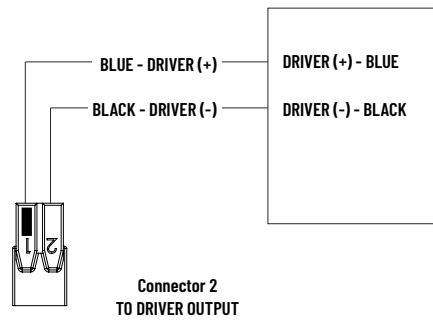 BLUE - DRIVER (+)
DRIVER (+) - BLUE
BLACK - DRIVER (-)
DRIVER (-) - BLACK
1
2
Connector 2
TO DRIVER OUTPUT